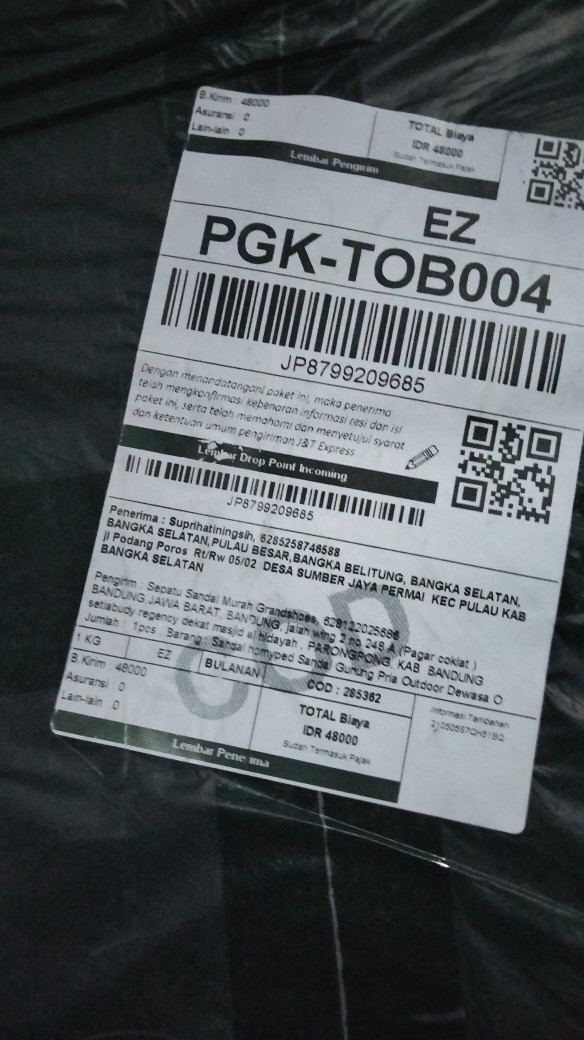 B.Kirim : 48000
Asuransi : 0
Lain-lain : 0
TOTAL Biaya
IDR 48000
Sudah Termasuk Pajak
Lembar Pengirim
EZ
PGK-TOB004
JP8799209685
Dengan menandatangani paket ini, maka penerima
telah mengkonfirmasi kebenaran informasi resi dan isi
paket ini, serta telah memahami dan menyetujui syarat
dan ketentuan umum pengiriman J&T Express
Lembar Drop Point Incoming
JP8799209685
Penerima : Suprihatiningsih, 6285258746588
BANGKA SELATAN,PULAU BESAR,BANGKA BELITUNG, BANGKA SELATAN,
jl Podang Poros Rt/Rw 05/02 DESA SUMBER JAYA PERMAI KEC PULAU KAB
BANGKA SELATAN
Pengirim : Sepatu Sandal Murah Grandshoes,
BANDUNG,JAWA BARAT, BANDUNG, jalah wing 2 no 248 A (Pagar coklat )
setiabudy regency dekat masjid al hidayah , PARONGPONG, KAB BANDUNG
Jumlah : 1pcs , Barang : Sandal homyped Sandal Gunung Pria Outdoor Dewasa O
COD
1 KG
EZ
BULANAN
COD : 285362
B.Kirim : 48000
Asuransi : 0
Lain-lain : 0
TOTAL Biaya
IDR 48000
Sudah Termasuk Pajak
Informasi Tambahan
Lembar Penerima